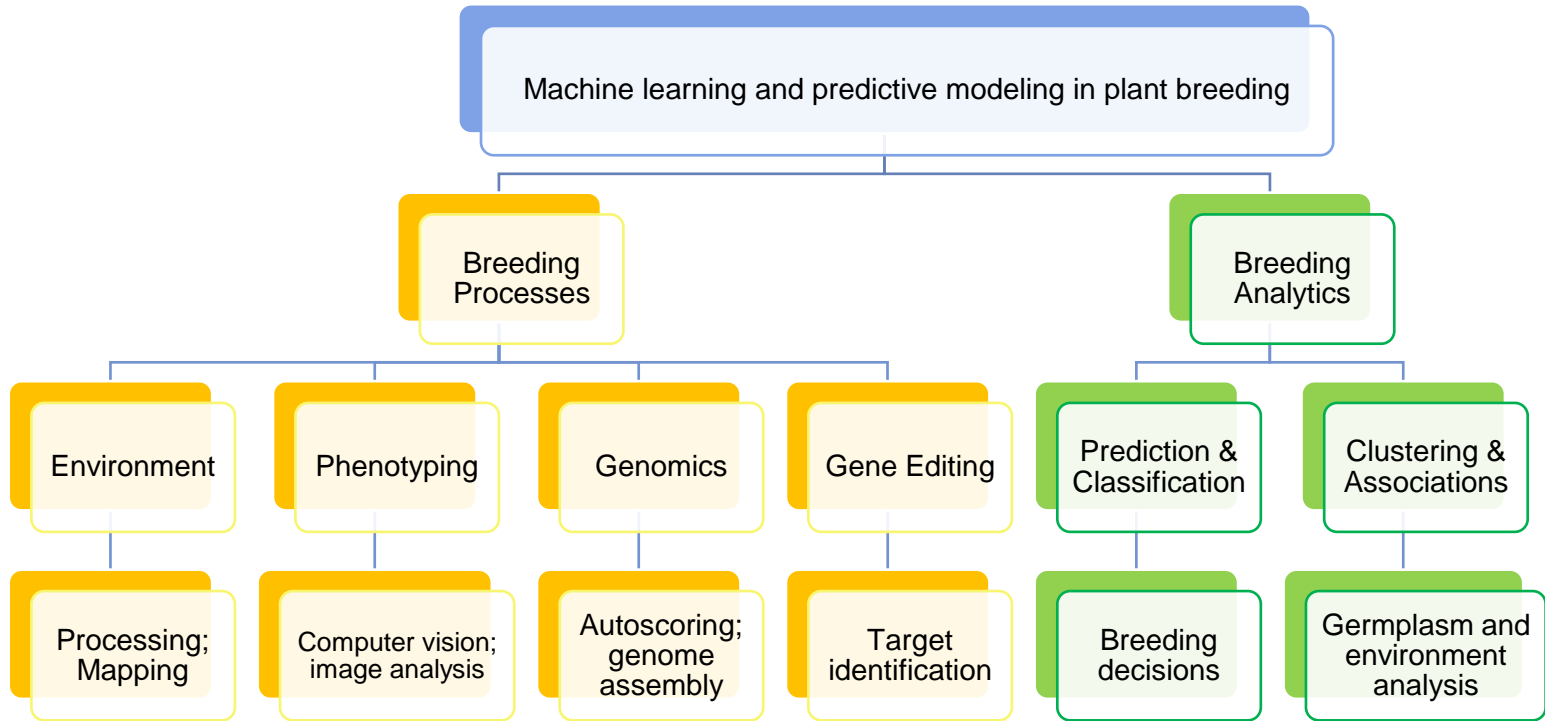 Machine learning and predictive modeling in plant breeding
Breeding
Processes
Breeding
Analytics
Environment
Phenotyping
Genomics
Gene Editing
Prediction &
Classification
Clustering &
Associations
Processing;
Mapping
Computer vision;
image analysis
Autoscoring;
genome
assembly
Target
identification
Breeding
decisions
Germplasm and
environment
analysis